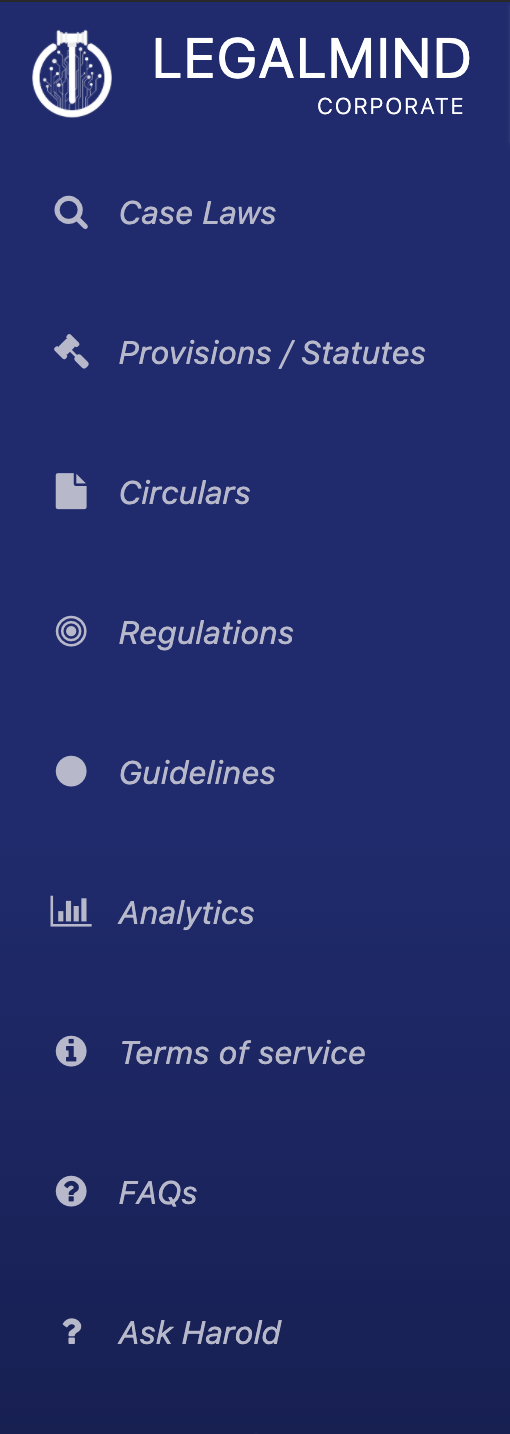 LEGALMIND
CORPORATE
Case Laws
Provisions / Statutes
Circulars
Regulations
Guidelines
Analytics
Terms of service
FAQs
Ask Harold